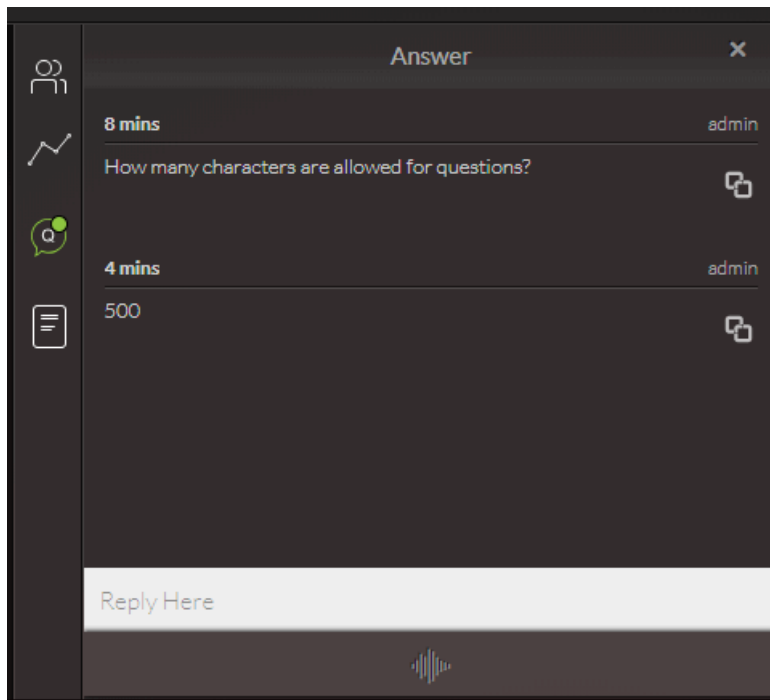 Answer
8 mins admin
How many characters are allowed for questions?
Q
4 mins admin
500
Reply Here